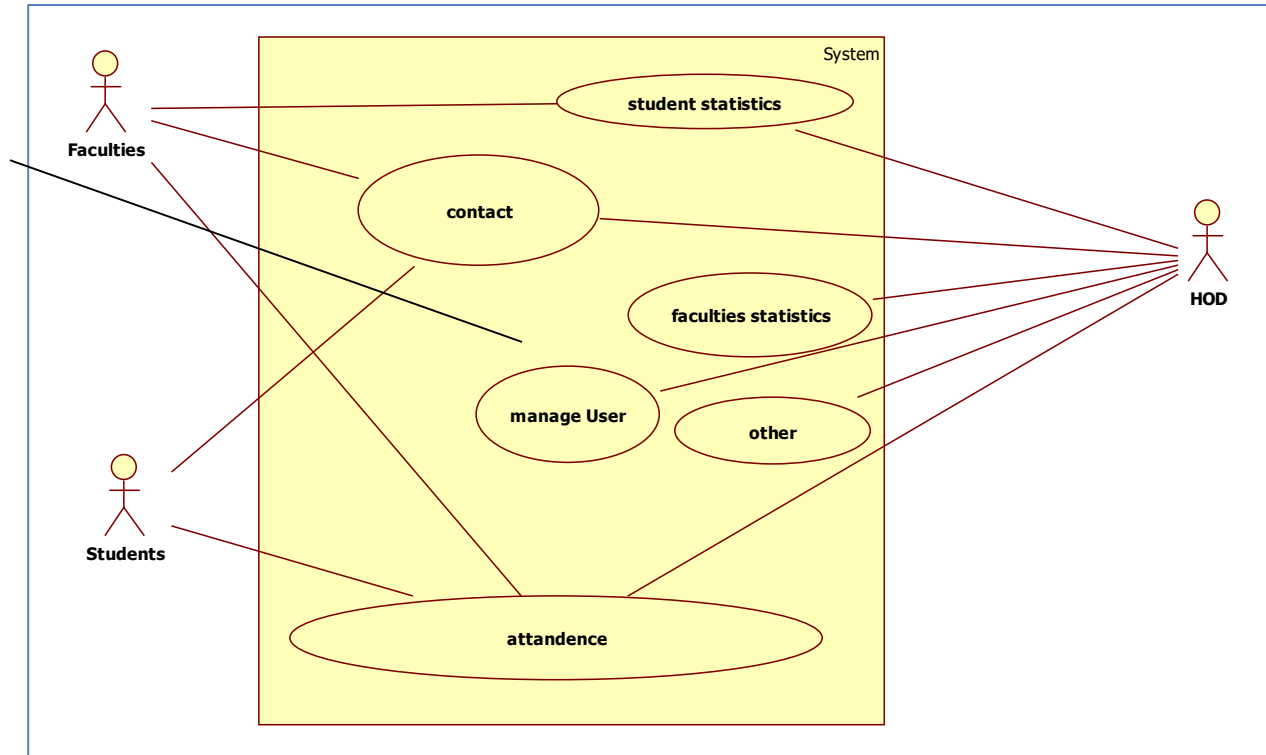 System
student statistics
Faculties
contact
HOD
faculties statistics
manage User
other
Students
attandence